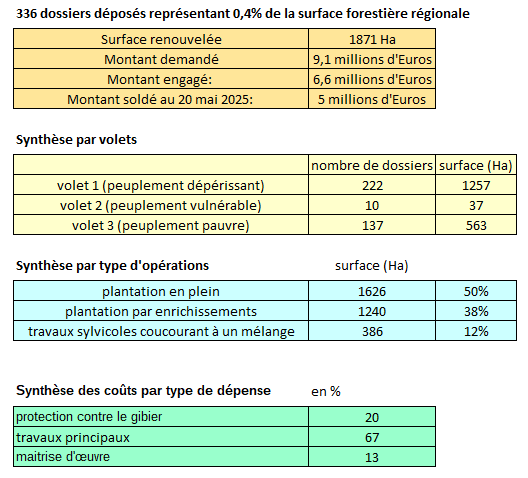 336 dossiers déposés représentant 0,4% de la surface forestière régionale
Surface renouvelée 1871 Ha
Montant demandé 9,1 millions d'Euros
Montant engagé: 6,6 millions d'Euros
Montant soldé au 20 mai 2025: 5 millions d'Euros
Synthèse par volets
nombre de dossiers surface (Ha)
volet 1 (peuplement dépérissant) 222 1257
volet 2 (peuplement vulnérable) 10 37
volet 3 (peuplement pauvre) 137 563
Synthèse par type d'opérations surface (Ha)
plantation en plein 1626 50%
plantation par enrichissements 1240 38%
travaux sylvicoles coucourant à un mélange 386 12%
Synthèse des coûts par type de dépense en %
protection contre le gibier 20
travaux principaux 67
maitrise d'œuvre 13